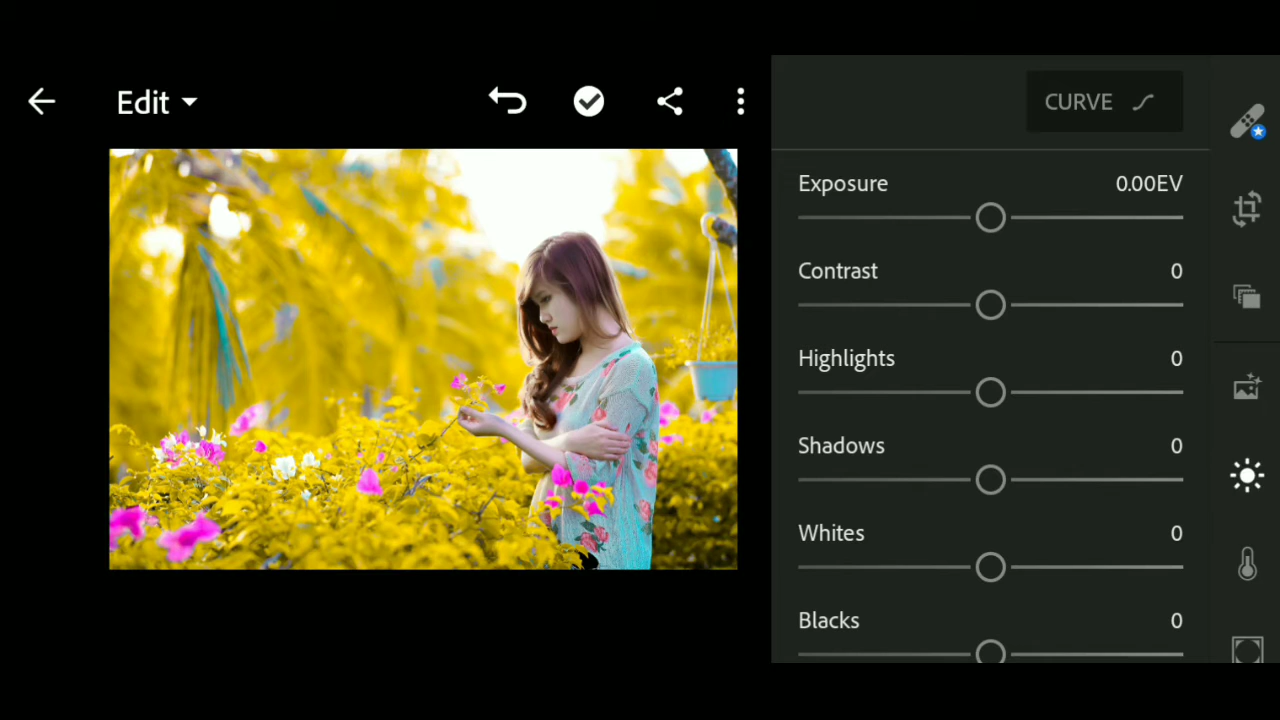 Edit
CURVE
Exposure 0.00EV
Contrast 0
Highlights 0
Shadows 0
Whites 0
Blacks 0